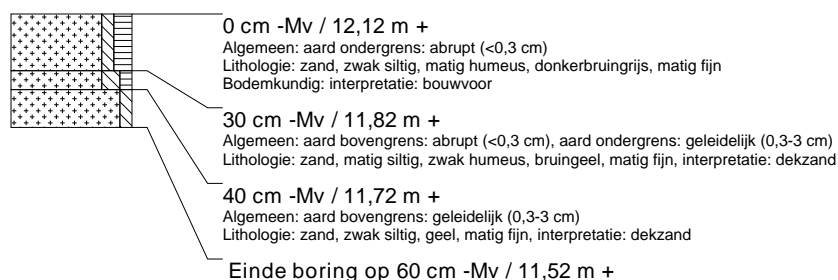 0 cm -Mv / 12,12 m +
Algemeen: aard ondergrens: abrupt (<0,3 cm)
Lithologie: zand, zwak siltig, matig humeus, donkerbruingrijs, matig fijn
Bodemkundig: interpretatie: bouwvoor
30 cm -Mv / 11,82 m +
Algemeen: aard bovengrens: abrupt (<0,3 cm), aard ondergrens: geleidelijk (0,3-3 cm)
Lithologie: zand, matig siltig, zwak humeus, bruingeel, matig fijn, interpretatie: dekzand
40 cm -Mv / 11,72 m +
Algemeen: aard bovengrens: geleidelijk (0,3-3 cm)
Lithologie: zand, zwak siltig, geel, matig fijn, interpretatie: dekzand
Einde boring op 60 cm -Mv / 11,52 m +